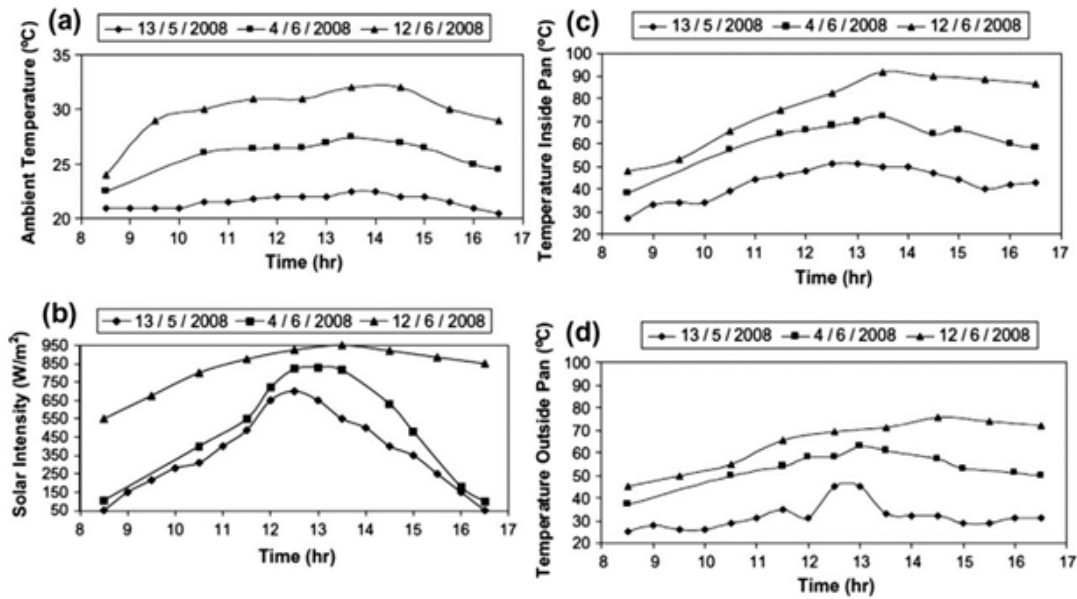 (a)
13 / 5 / 2008 4 / 6 / 2008 12 / 6 / 2008
Ambient Temperature (ºC)
35
30
25
20
8 9 10 11 12 13 14 15 16 17
Time (hr)
(c)
13 / 5 / 2008 4 / 6 / 2008 12 / 6 / 2008
Temperature Inside Pan (ºC)
100
90
80
70
60
50
40
30
20
8 9 10 11 12 13 14 15 16 17
Time (hr)
(b)
13 / 5 / 2008 4 / 6 / 2008 12 / 6 / 2008
Solar Intensity (W/m²)
950
850
750
650
550
450
350
250
150
50
8 9 10 11 12 13 14 15 16 17
Time (hr)
(d)
13 / 5 / 2008 4 / 6 / 2008 12 / 6 / 2008
Temperature Outside Pan (ºC)
100
90
80
70
60
50
40
30
20
8 9 10 11 12 13 14 15 16 17
Time (hr)